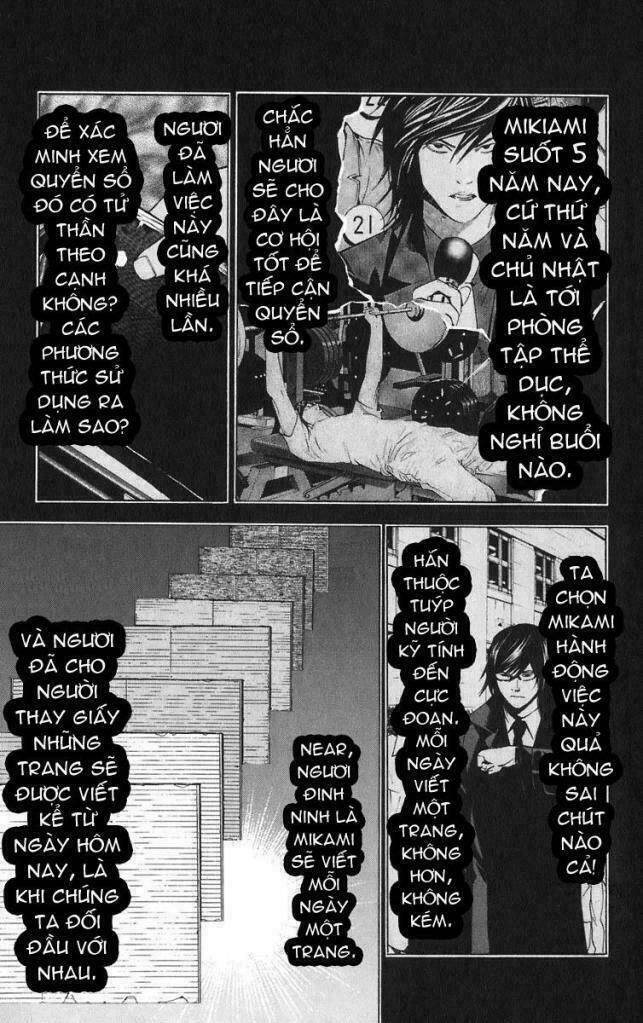 MIKIAMI
SUỐT 5
NĂM NAY,
CỨ THỨ
NĂM VÀ
CHỦ NHẬT
LÀ TỚI
PHÒNG
TẬP THỂ
DỤC,
KHÔNG
NGHỈ BUỔI
NÀO.
CHẮC
HẲN
NGƯƠI
SẼ CHO
ĐÂY LÀ
CƠ HỘI
TỐT ĐỂ
TIẾP CẬN
QUYỂN
SỔ.
21
NGƯƠI
ĐÃ
LÀM
VIỆC
NÀY
CŨNG
KHÁ
NHIỀU
LẦN.
ĐỂ XÁC
MINH XEM
QUYỂN SỔ
ĐÓ CÓ TỬ
THẦN
THEO
CẠNH
KHÔNG?
CÁC
PHƯƠNG
THỨC SỬ
DỤNG RA
LÀM SAO?
TA
CHỌN
MIKAMI
HÀNH
ĐỘNG
VIỆC
NÀY
QUẢ
KHÔNG
SAI
CHÚT
NÀO
CẢ!
HẮN
THUỘC
TUÝP
NGƯỜI
KỸ TÍNH
ĐẾN
CỰC
ĐOAN.
MỖI
NGÀY
VIẾT
MỘT
TRANG,
KHÔNG
HƠN,
KHÔNG
KÉM.
NEAR,
NGƯƠI
ĐINH
NINH LÀ
MIKAMI
SẼ VIẾT
MỖI
NGÀY
MỘT
TRANG.
VÀ NGƯƠI
ĐÃ CHO
NGƯỜI
THAY GIẤY
NHỮNG
TRANG SẼ
ĐƯỢC VIẾT
KỂ TỪ
NGÀY HÔM
NAY, LÀ
KHI CHÚNG
TA ĐỐI
ĐẦU VỚI
NHAU.